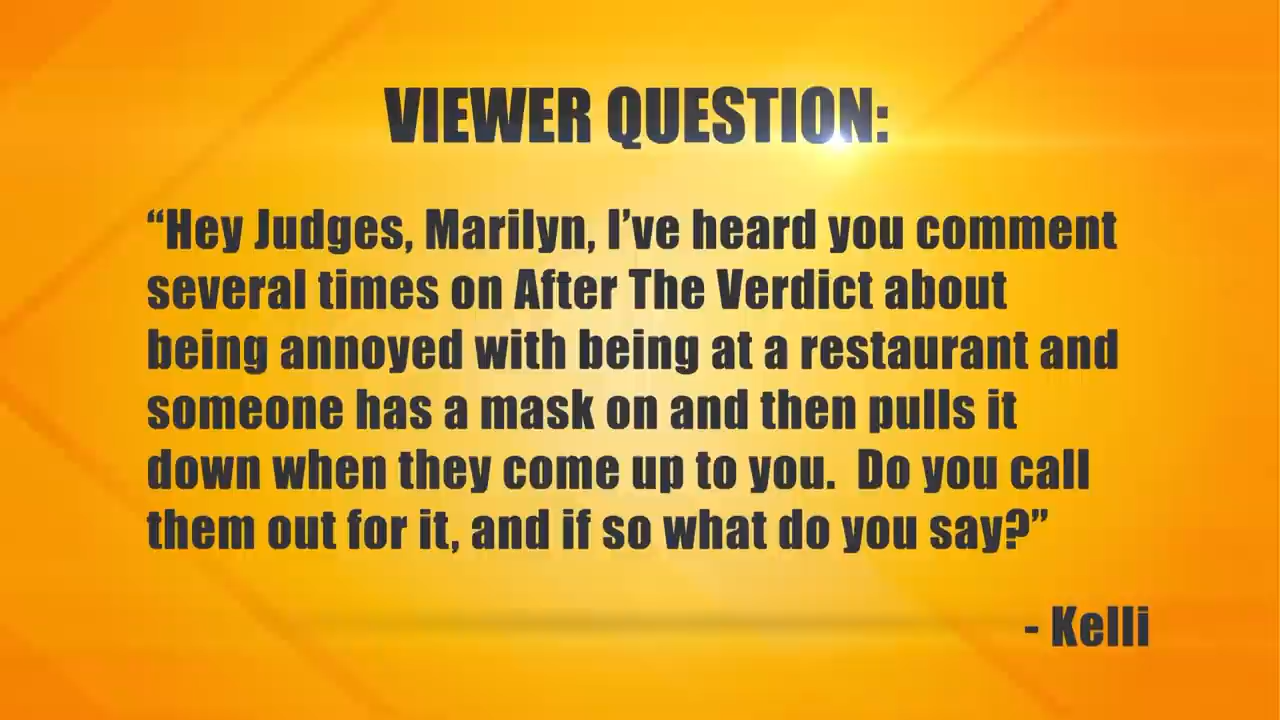 VIEWER QUESTION:
“Hey Judges, Marilyn, I’ve heard you comment
several times on After The Verdict about
being annoyed with being at a restaurant and
someone has a mask on and then pulls it
down when they come up to you.  Do you call
them out for it, and if so what do you say?”
- Kelli